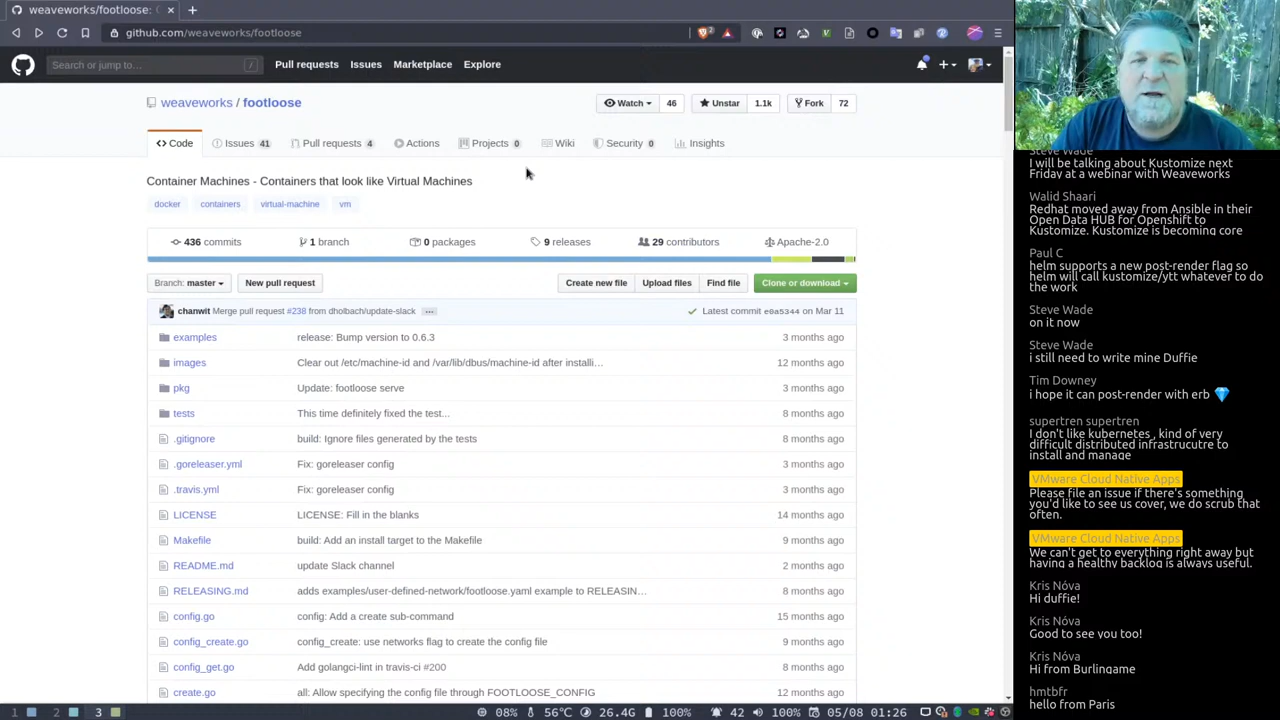 weaveworks/footloose: C
github.com/weaveworks/footloose
2
Search or jump to...
/
Pull requests
Issues
Marketplace
Explore
weaveworks / footloose
Watch 46
Unstar 1.1k
Fork 72
Code
Issues 41
Pull requests 4
Actions
Projects 0
Wiki
Security 0
Insights
Container Machines - Containers that look like Virtual Machines
docker
containers
virtual-machine
vm
436 commits
1 branch
0 packages
9 releases
29 contributors
Apache-2.0
Branch: master
New pull request
Create new file
Upload files
Find file
Clone or download
chanwit Merge pull request #238 from dholbach/update-slack ...
Latest commit e0a5344 on Mar 11
examples release: Bump version to 0.6.3 3 months ago
images Clear out /etc/machine-id and /var/lib/dbus/machine-id after installi... 12 months ago
pkg Update: footloose serve 3 months ago
tests This time definitely fixed the test... 8 months ago
.gitignore build: Ignore files generated by the tests 8 months ago
.goreleaser.yml Fix: goreleaser config 3 months ago
.travis.yml Fix: goreleaser config 3 months ago
LICENSE LICENSE: Fill in the blanks 14 months ago
Makefile build: Add an install target to the Makefile 9 months ago
README.md update Slack channel 2 months ago
RELEASING.md adds examples/user-defined-network/footloose.yaml example to RELEASIN... 8 months ago
config.go config: Add a create sub-command 15 months ago
config_create.go config_create: use networks flag to create the config file 9 months ago
config_get.go Add golangci-lint in travis-ci #200 8 months ago
create.go all: Allow specifying the config file through FOOTLOOSE_CONFIG 12 months ago
1 2 3
08% 56°C 26.4G 100% 42 100% 05/08 01:26
Steve Wade
I will be talking about Kustomize next
Friday at a webinar with Weaveworks
Walid Shaari
Redhat moved away from Ansible in their
Open Data HUB for Openshift to
Kustomize. Kustomize is becoming core
Paul C
helm supports a new post-render flag so
helm will call kustomize/ytt whatever to do
the work
Steve Wade
on it now
Steve Wade
i still need to write mine Duffie
Tim Downey
i hope it can post-render with erb 💎
supertren supertren
I don't like kubernetes , kind of very
difficult distributed infrastrucutre to
install and manage
VMware Cloud Native Apps
Please file an issue if there's something
you'd like to see us cover, we do scrub that
often.
VMware Cloud Native Apps
We can't get to everything right away but
having a healthy backlog is always useful.
Kris Nóva
Hi duffie!
Kris Nóva
Good to see you too!
Kris Nóva
Hi from Burlingame
hmtbfr
hello from Paris